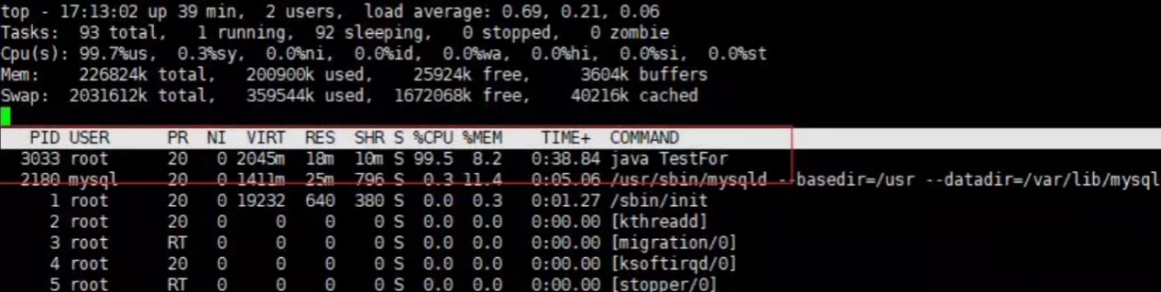 top - 17:13:02 up 39 min,  2 users,  load average: 0.69, 0.21, 0.06
Tasks:  93 total,   1 running,  92 sleeping,   0 stopped,   0 zombie
Cpu(s): 99.7%us,  0.3%sy,  0.0%ni,  0.0%id,  0.0%wa,  0.0%hi,  0.0%si,  0.0%st
Mem:    226824k total,   200900k used,    25924k free,     3604k buffers
Swap:  2031612k total,   359544k used,  1672068k free,    40216k cached
PID USER      PR  NI  VIRT  RES  SHR S %CPU %MEM    TIME+  COMMAND
3033 root      20   0 2045m  18m  10m S 99.5  8.2   0:38.84 java TestFor
2180 mysql     20   0 1411m  25m  796 S  0.3 11.4   0:05.06 /usr/sbin/mysqld --basedir=/usr --datadir=/var/lib/mysql
1 root      20   0 19232  640  380 S  0.0  0.3   0:01.27 /sbin/init
2 root      20   0     0    0    0 S  0.0  0.0   0:00.00 [kthreadd]
3 root      RT   0     0    0    0 S  0.0  0.0   0:00.00 [migration/0]
4 root      20   0     0    0    0 S  0.0  0.0   0:00.00 [ksoftirqd/0]
5 root      RT   0     0    0    0 S  0.0  0.0   0:00.00 [stopper/0]